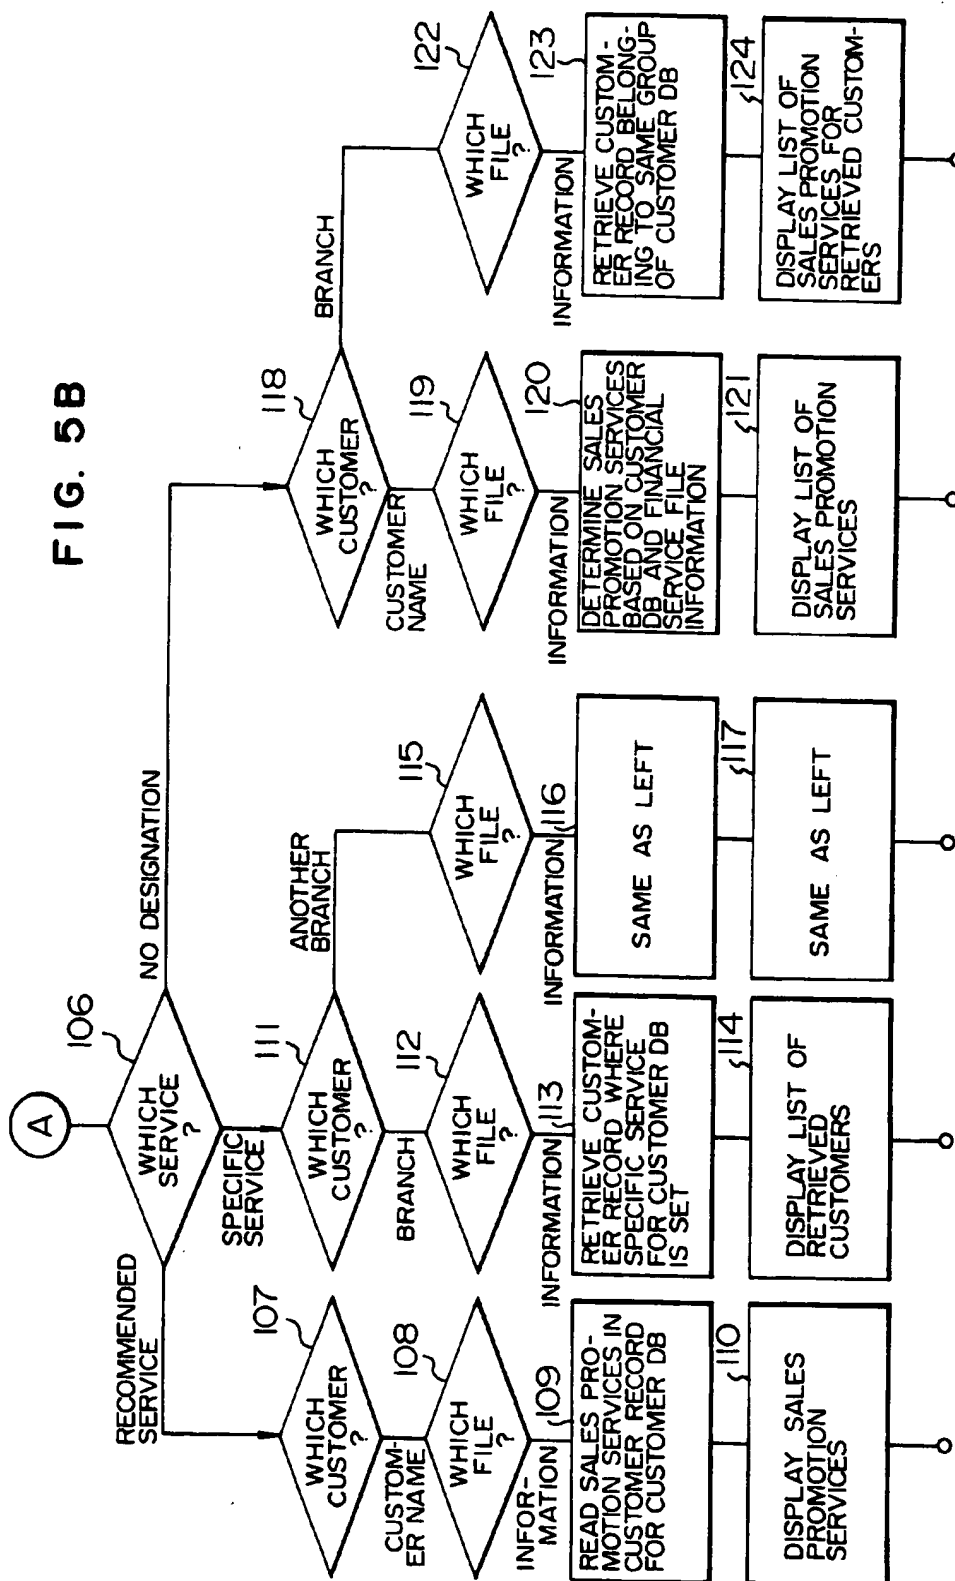 FIG. 5B
A
106
WHICH
SERVICE
?
RECOMMENDED
SERVICE
SPECIFIC
SERVICE
NO DESIGNATION
107
WHICH
CUSTOMER
?
CUSTOM-
ER NAME
108
WHICH
FILE
?
INFOR-
MATION
109
READ SALES PRO-
MOTION SERVICES IN
CUSTOMER RECORD
FOR CUSTOMER DB
110
DISPLAY SALES
PROMOTION
SERVICES
111
WHICH
CUSTOMER
?
BRANCH
ANOTHER
BRANCH
112
WHICH
FILE
?
INFORMATION
113
RETRIEVE CUSTOM-
ER RECORD WHERE
SPECIFIC SERVICE
FOR CUSTOMER DB
IS SET
114
DISPLAY LIST OF
RETRIEVED
CUSTOMERS
115
WHICH
FILE
?
INFORMATION
116
SAME AS LEFT
117
SAME AS LEFT
118
WHICH
CUSTOMER
?
CUSTOMER
NAME
BRANCH
119
WHICH
FILE
?
INFORMATION
120
DETERMINE SALES
PROMOTION SERVICES
BASED ON CUSTOMER
DB AND FINANCIAL
SERVICE FILE
INFORMATION
121
DISPLAY LIST OF
SALES PROMOTION
SERVICES
122
WHICH
FILE
?
INFORMATION
123
RETRIEVE CUSTOM-
ER RECORD BELONG-
ING TO SAME GROUP
OF CUSTOMER DB
124
DISPLAY LIST OF
SALES PROMOTION
SERVICES FOR
RETRIEVED CUSTOM-
ERS